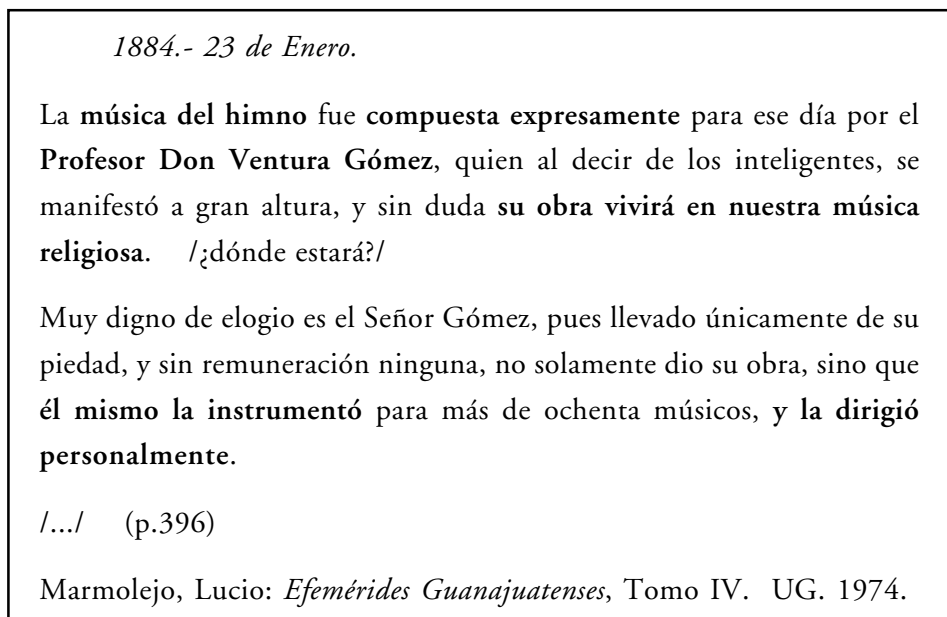 1884.- 23 de Enero.
La música del himno fue compuesta expresamente para ese día por el
Profesor Don Ventura Gómez, quien al decir de los inteligentes, se
manifestó a gran altura, y sin duda su obra vivirá en nuestra música
religiosa. /¿dónde estará?/
Muy digno de elogio es el Señor Gómez, pues llevado únicamente de su
piedad, y sin remuneración ninguna, no solamente dio su obra, sino que
él mismo la instrumentó para más de ochenta músicos, y la dirigió
personalmente.
/.../ (p.396)
Marmolejo, Lucio: Efemérides Guanajuatenses, Tomo IV. UG. 1974.